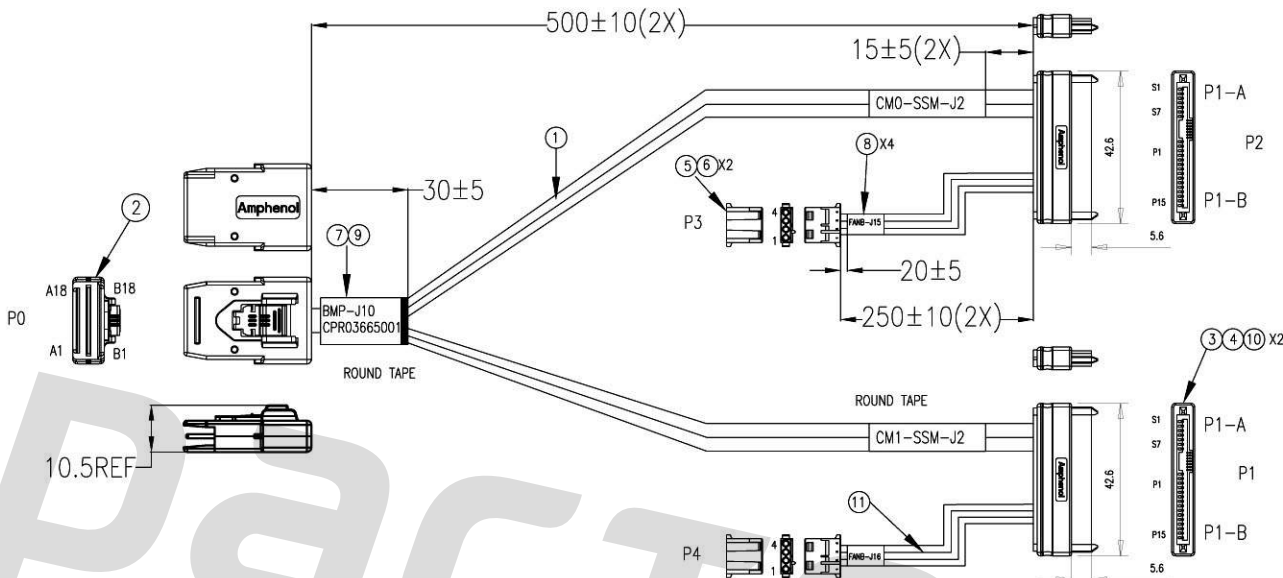 500±10(2X)
15±5(2X)
CM0-SSM-J2
S1
S7
P1
P15
P1-A
P2
P1-B
42.6
5.6
Amphenol
1
8 X4
5 6 X2
P3
4
1
FANB-J15
20±5
250±10(2X)
30±5
Amphenol
2
7 9
A18
B18
P0
A1
B1
BMP-J10
CPR03665001
ROUND TAPE
10.5REF
ROUND TAPE
CM1-SSM-J2
3 4 10 X2
S1
S7
P1
P15
P1-A
P1
P1-B
42.6
5.6
Amphenol
11
P4
4
1
FANB-J16